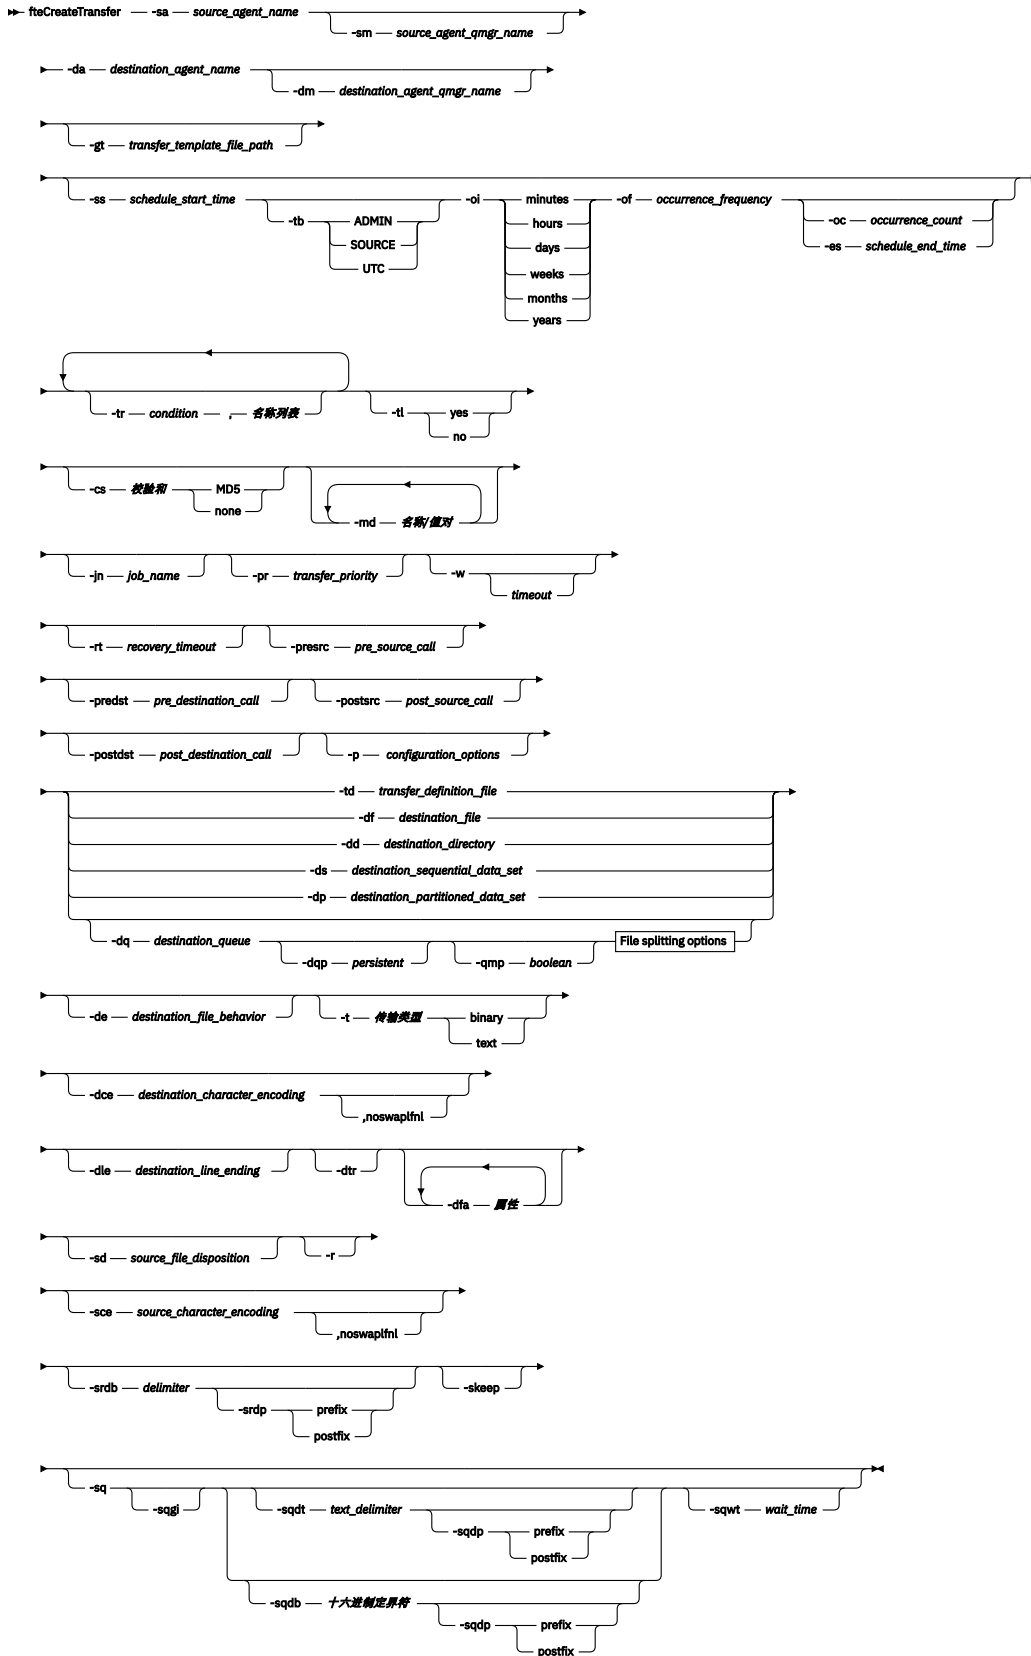 fteCreateTransfer -sa source_agent_name
-sm source_agent_qmgr_name
-da destination_agent_name
-dm destination_agent_qmgr_name
-gt transfer_template_file_path
-ss schedule_start_time -oi minutes -of occurrence_frequency
-tb ADMIN hours -oc occurrence_count
SOURCE days -es schedule_end_time
UTC weeks
months
years
-tr condition , 名称列表 -tl yes
no
-cs 校验和 MD5
none
-md 名称/值对
-jn job_name -pr transfer_priority -w
timeout
-rt recovery_timeout -presrc pre_source_call
-predst pre_destination_call -postsrc post_source_call
-postdst post_destination_call -p configuration_options
-td transfer_definition_file
-df destination_file
-dd destination_directory
-ds destination_sequential_data_set
-dp destination_partitioned_data_set
-dq destination_queue File splitting options
-dqp persistent -qmp boolean
-de destination_file_behavior -t 传输类型 binary
text
-dce destination_character_encoding
,noswaplfnl
-dle destination_line_ending -dtr
-dfa 属性
-sd source_file_disposition -r
-sce source_character_encoding
,noswaplfnl
-srdb delimiter -skeep
-srdp prefix
postfix
-sq
-sqgi -sqdt text_delimiter -sqwt wait_time
-sqdp prefix
postfix
-sqdb 十六进制定界符
-sqdp prefix
postfix